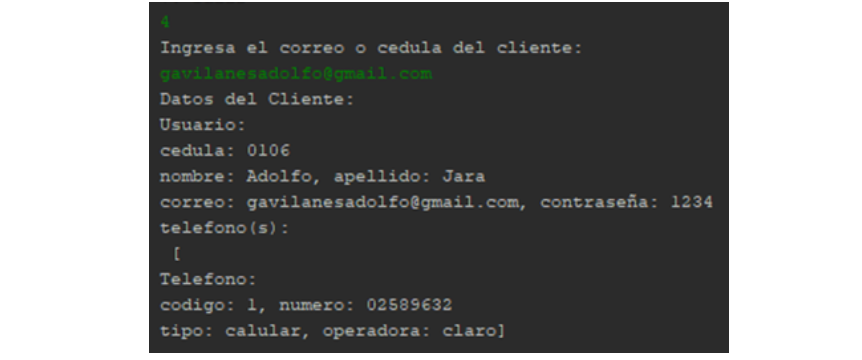 4
Ingresa el correo o cedula del cliente:
gavilanesadolfo@gmail.com
Datos del Cliente:
Usuario:
cedula: 0106
nombre: Adolfo, apellido: Jara
correo: gavilanesadolfo@gmail.com, contraseña: 1234
telefono(s):
[
Telefono:
codigo: 1, numero: 02589632
tipo: calular, operadora: claro]